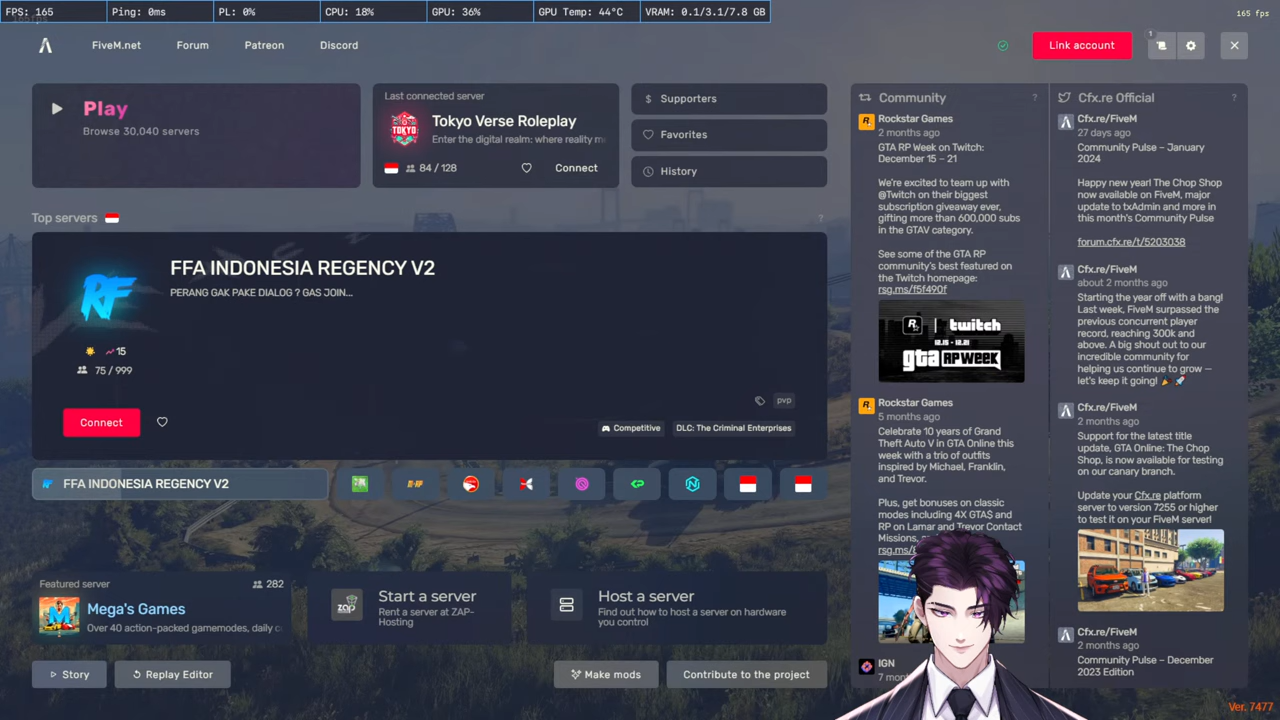 FPS: 165
Ping: 0ms
PL: 0%
CPU: 18%
GPU: 36%
GPU Temp: 44°C
VRAM: 0.1/3.1/7.8 GB
165 fps
FiveM.net
Forum
Patreon
Discord
Link account
1
Play
Browse 30,040 servers
Last connected server
TOKYO
Tokyo Verse Roleplay
Enter the digital realm: where reality m
84 / 128
Connect
$ Supporters
Favorites
History
Top servers
?
RF
FFA INDONESIA REGENCY V2
PERANG GAK PAKE DIALOG ? GAS JOIN...
15
75 / 999
Connect
pvp
Competitive
DLC: The Criminal Enterprises
FFA INDONESIA REGENCY V2
Featured server
282
Mega's Games
Over 40 action-packed gamemodes, daily c
ZAP
Start a server
Rent a server at ZAP-
Hosting
Host a server
Find out how to host a server on hardware
you control
Story
Replay Editor
Make mods
Contribute to the project
Community
?
Rockstar Games
2 months ago
GTA RP Week on Twitch:
December 15 – 21
We're excited to team up with
@Twitch on their biggest
subscription giveaway ever,
gifting more than 600,000 subs
in the GTAV category.
See some of the GTA RP
community's best featured on
the Twitch homepage:
rsg.ms/f5f490f
R* | twitch
12.15 - 12.21
gta RP WEEK
Rockstar Games
5 months ago
Celebrate 10 years of Grand
Theft Auto V in GTA Online this
week with a trio of outfits
inspired by Michael, Franklin,
and Trevor.
Plus, get bonuses on classic
modes including 4X GTA$ and
RP on Lamar and Trevor Contact
Missions,
rsg.ms/
IGN
7 mon
Cfx.re Official
?
Cfx.re/FiveM
27 days ago
Community Pulse – January
2024
Happy new year! The Chop Shop
now available on FiveM, major
update to txAdmin and more in
this month's Community Pulse
forum.cfx.re/t/5203038
Cfx.re/FiveM
about 2 months ago
Starting the year off with a bang!
Last week, FiveM surpassed the
previous concurrent player
record, reaching 300k and
above. A big shout out to our
incredible community for
helping us continue to grow —
let's keep it going! 🎉 🚀
Cfx.re/FiveM
2 months ago
Support for the latest title
update, GTA Online: The Chop
Shop, is now available for testing
on our canary branch.
Update your Cfx.re platform
server to version 7255 or higher
to test it on your FiveM server!
Cfx.re/FiveM
2 months ago
Community Pulse – December
2023 Edition
Ver. 7477